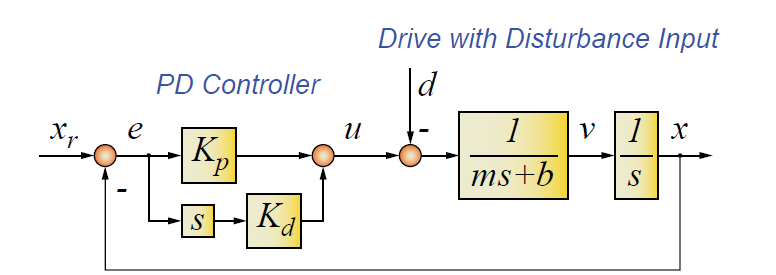 Drive with Disturbance Input
PD Controller
d
x_r e K_p u - 1/(ms+b) v 1/s x
-
s K_d